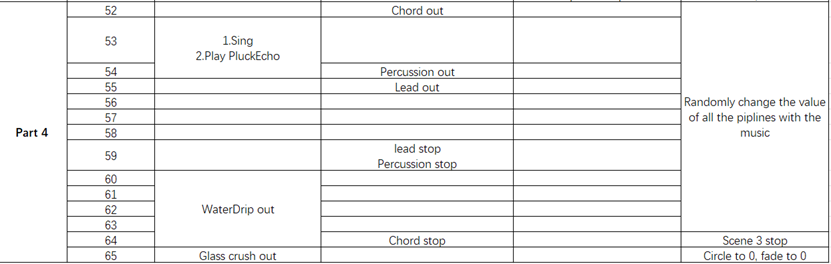 52 Chord out
53 1.Sing
2.Play PluckEcho
54 Percussion out
55 Lead out
56
Randomly change the value
of all the piplines with the
music
57
Part 4
58
59 lead stop
Percussion stop
60
61
62 WaterDrip out
63
64 Chord stop Scene 3 stop
65 Glass crush out Circle to 0, fade to 0